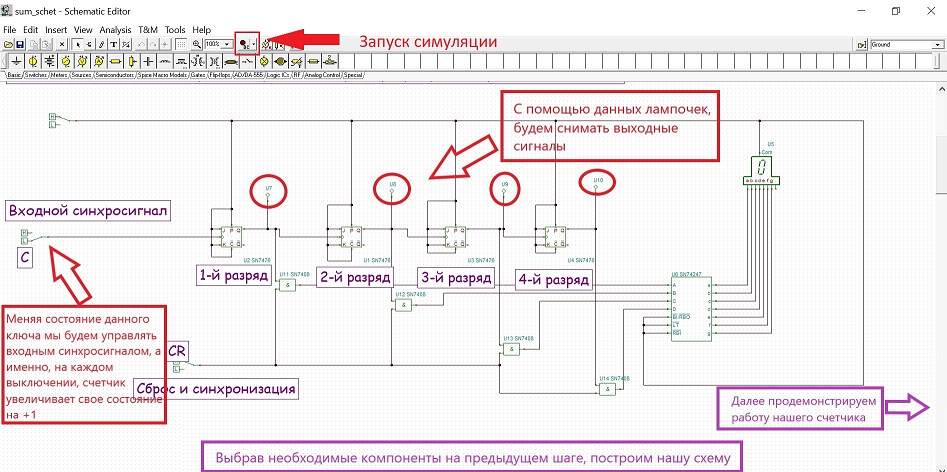 sum_schet - Schematic Editor
File Edit Insert View Analysis T&M Tools Help
100%
DC
Ground
Запуск симуляции
Basic Switches Meters Sources Semiconductors Spice Macro Models Gates Flip-flops AD/DA-555 Logic ICs RF Analog Control Special
H
L
С помощью данных лампочек,
будем снимать выходные
сигналы
U5
Com
a b c d e f g
U7
U8
U9
U10
Входной синхросигнал
H
L
C
J P Q
K C Q
J P Q
K C Q
J P Q
K C Q
J P Q
K C Q
U2 SN7476
U1 SN7476
U3 SN7476
U4 SN7476
1-й разряд
2-й разряд
3-й разряд
4-й разряд
U11 SN7408
&
U12 SN7408
&
U13 SN7408
&
U14 SN7408
&
U6 SN74247
A a
B b
C c
D d
BI/RBO e
LT f
RBI g
Меняя состояние данного
ключа мы будем управлять
входным синхросигналом, а
именно, на каждом
выключении, счетчик
увеличивает свое состояние
на +1
CR
L
Сброс и синхронизация
Далее продемонстрируем
работу нашего счетчика
Выбрав необходимые компоненты на предыдущем шаге, построим нашу схему